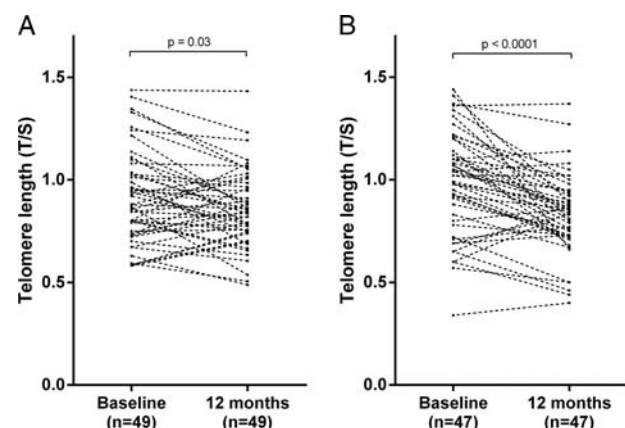 A
p = 0.03
Telomere length (T/S)
1.5
1.0
0.5
0.0
Baseline
(n=49)
12 months
(n=49)
B
p < 0.0001
Telomere length (T/S)
1.5
1.0
0.5
0.0
Baseline
(n=47)
12 months
(n=47)